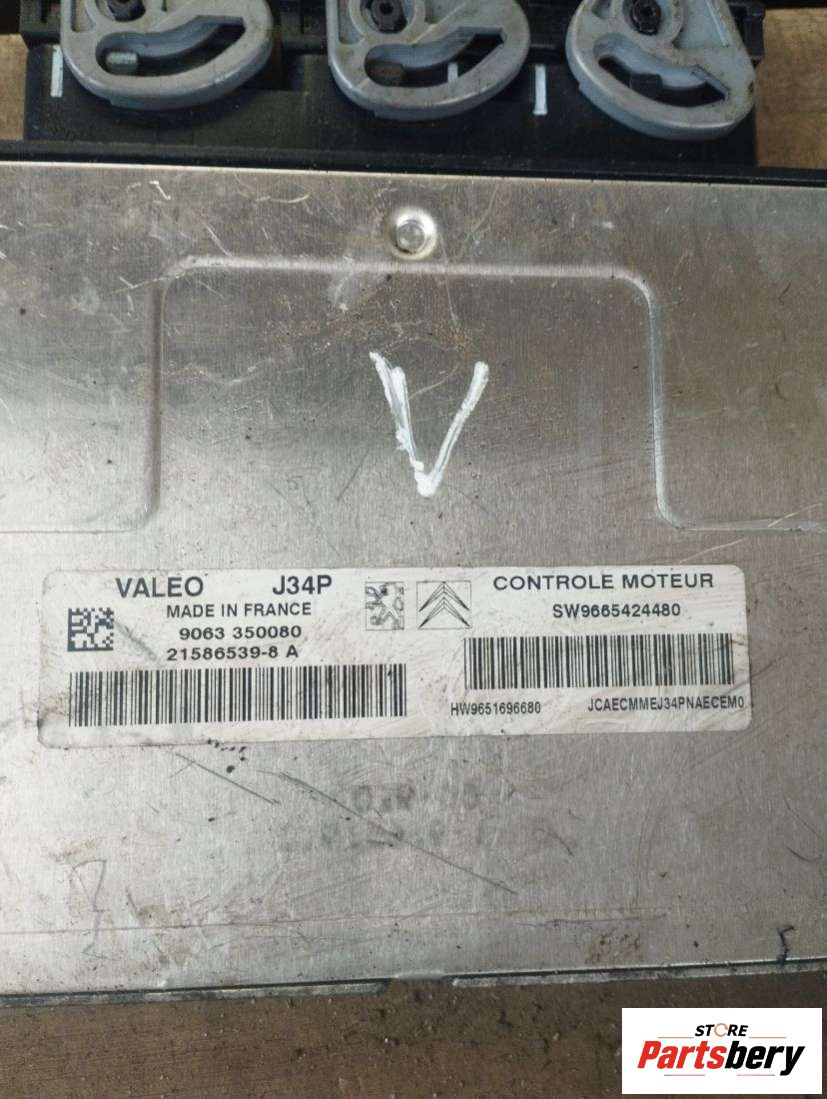 V
VALEO J34P
MADE IN FRANCE
9063 350080
21586539-8 A
CONTROLE MOTEUR
SW9665424480
HW9651696680 JCAECMMEJ34PNAECEM0
STORE
Partsbery